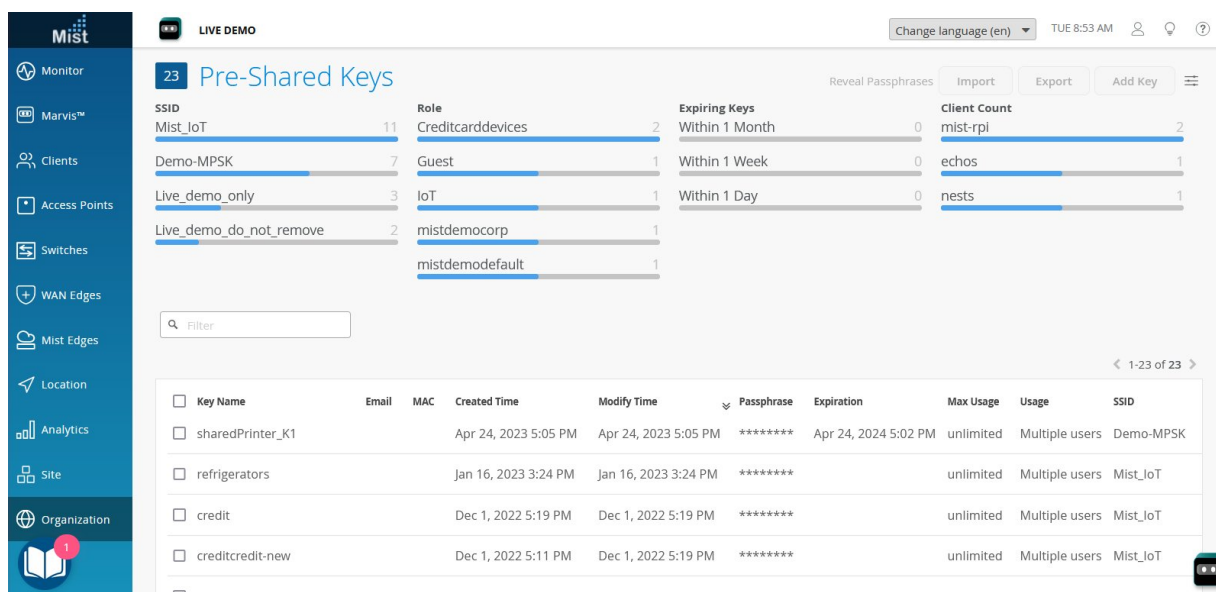 Mist
LIVE DEMO
Change language (en)
TUE 8:53 AM
?
Monitor
Marvis™
Clients
Access Points
Switches
WAN Edges
Mist Edges
Location
Analytics
Site
Organization
1
23 Pre-Shared Keys
Reveal Passphrases Import Export Add Key
SSID
Mist_IoT 11
Demo-MPSK 7
Live_demo_only 3
Live_demo_do_not_remove 2
Role
Creditcarddevices 2
Guest 1
IoT 1
mistdemocorp 1
mistdemodefault 1
Expiring Keys
Within 1 Month 0
Within 1 Week 0
Within 1 Day 0
Client Count
mist-rpi 2
echos 1
nests 1
Filter
< 1-23 of 23 >
Key Name Email MAC Created Time Modify Time Passphrase Expiration Max Usage Usage SSID
sharedPrinter_K1 Apr 24, 2023 5:05 PM Apr 24, 2023 5:05 PM ******** Apr 24, 2024 5:02 PM unlimited Multiple users Demo-MPSK
refrigerators Jan 16, 2023 3:24 PM Jan 16, 2023 3:24 PM ******** unlimited Multiple users Mist_IoT
credit Dec 1, 2022 5:19 PM Dec 1, 2022 5:19 PM ******** unlimited Multiple users Mist_IoT
creditcredit-new Dec 1, 2022 5:11 PM Dec 1, 2022 5:19 PM ******** unlimited Multiple users Mist_IoT